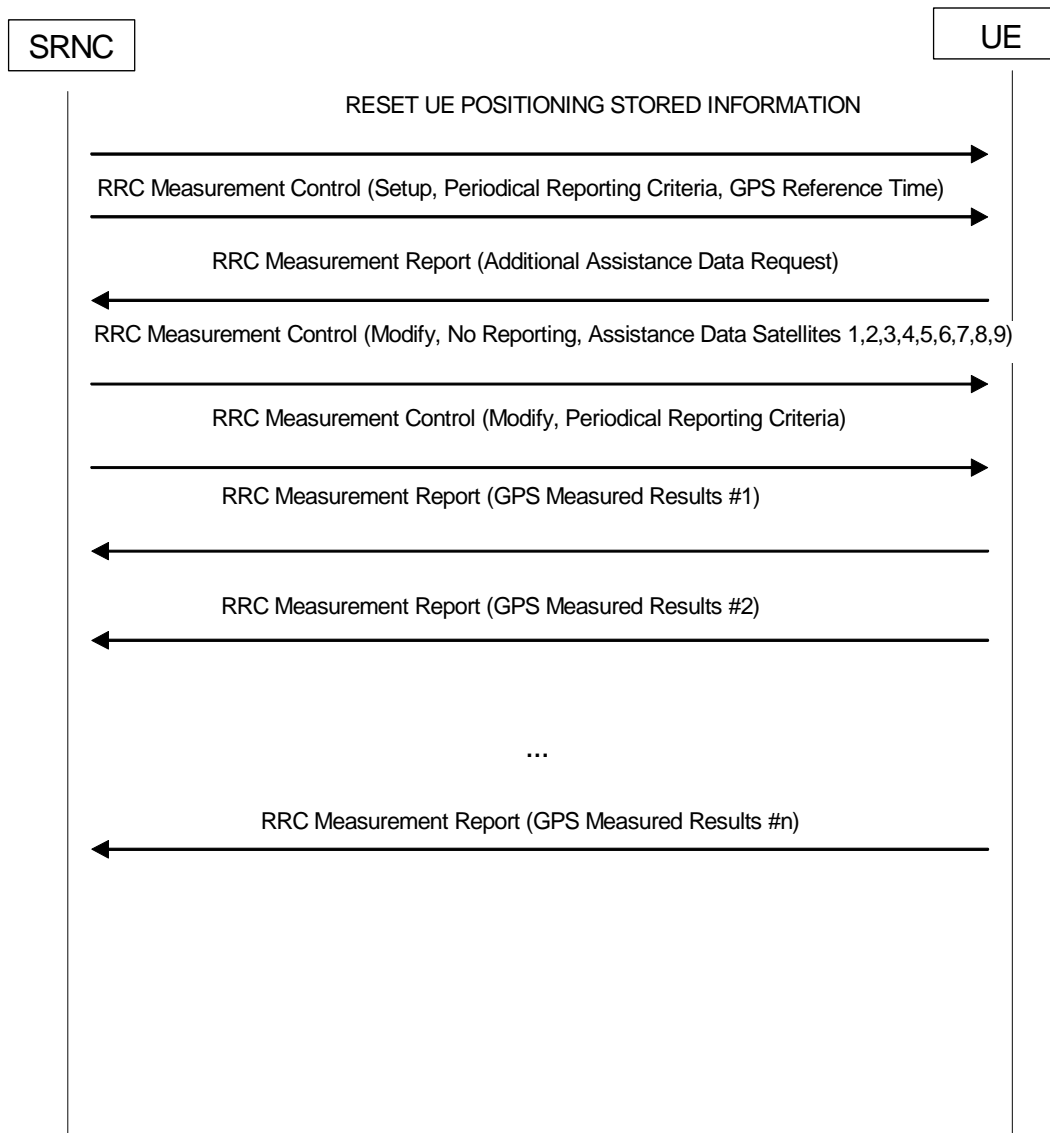 SRNC
UE
RESET UE POSITIONING STORED INFORMATION
RRC Measurement Control (Setup, Periodical Reporting Criteria, GPS Reference Time)
RRC Measurement Report (Additional Assistance Data Request)
RRC Measurement Control (Modify, No Reporting, Assistance Data Satellites 1,2,3,4,5,6,7,8,9)
RRC Measurement Control (Modify, Periodical Reporting Criteria)
RRC Measurement Report (GPS Measured Results #1)
RRC Measurement Report (GPS Measured Results #2)
...
RRC Measurement Report (GPS Measured Results #n)